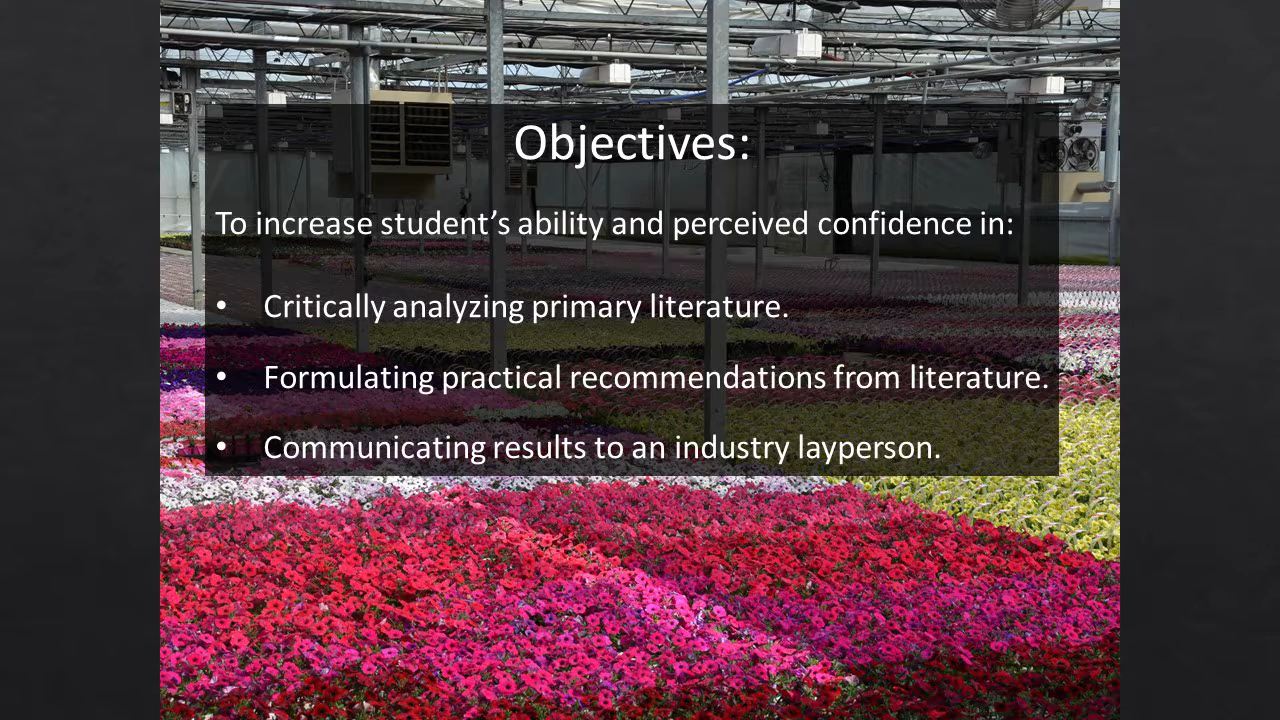 Objectives:
To increase student’s ability and perceived confidence in:
• Critically analyzing primary literature.
• Formulating practical recommendations from literature.
• Communicating results to an industry layperson.